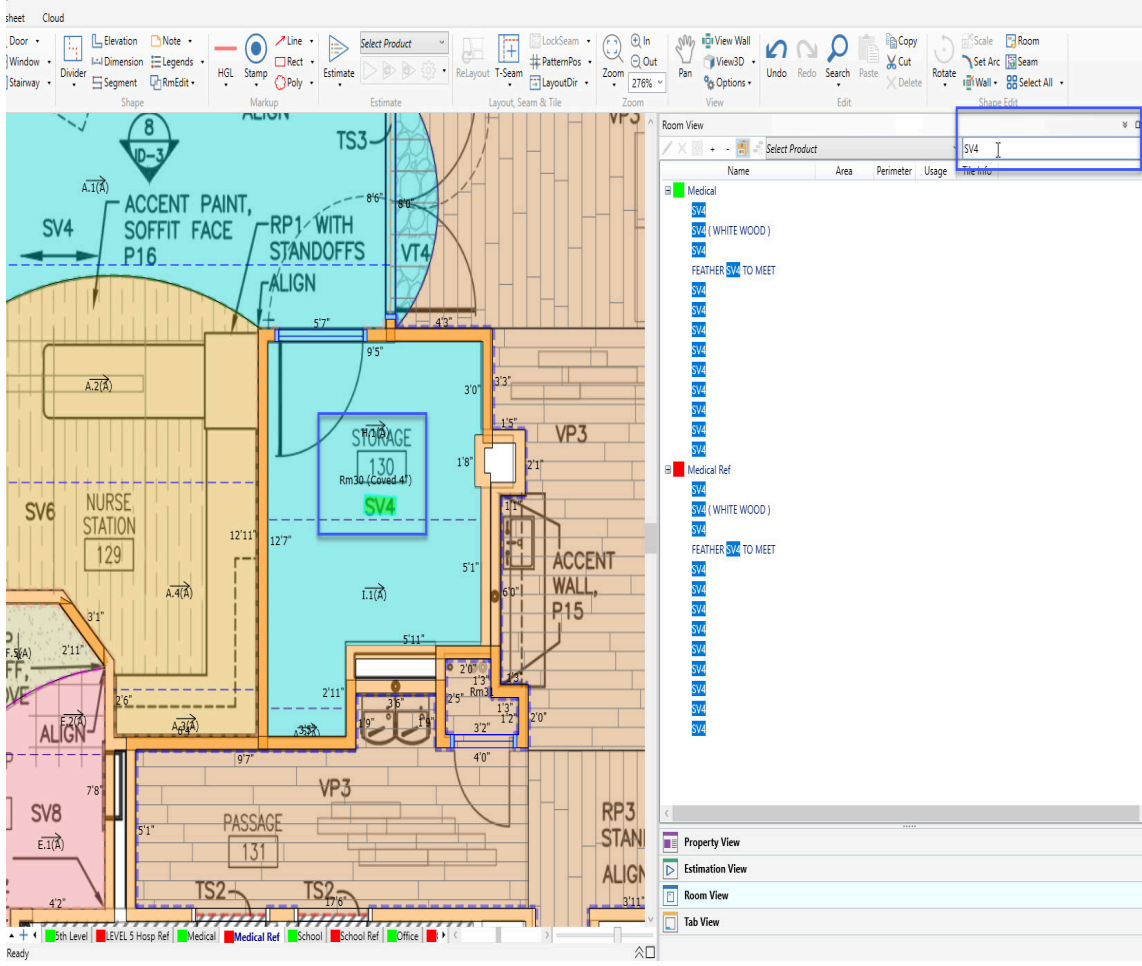 sheet Cloud
Door
Window
Stairway
Divider
Elevation
Dimension
Segment
Note
Legends
RmEdit
Shape
HGL
Stamp
Line
Rect
Poly
Markup
Estimate
Select Product
Estimate
ReLayout
T-Seam
LockSeam
PatternPos
LayoutDir
Layout, Seam & Tile
Zoom
In
Out
276%
Zoom
Pan
View Wall
View3D
Options
View
Undo
Redo
Search
Paste
Copy
Cut
Delete
Edit
Rotate
Scale
Set Arc
Wall
Room
Seam
Select All
Shape Edit
ALIGN
8
ID-3
TS3
VP3
A.1(A)
ACCENT PAINT,
SOFFIT FACE
P16
SV4
RP1 WITH
STANDOFFS
ALIGN
8'6"
8'0"
VT4
5'7"
4'3"
9'5"
A.2(A)
3'0"
3'3"
1'5"
H.1(A)
STORAGE
130
Rm30 (Coved 4")
SV4
VP3
1'8"
2'1"
1'1"
SV6
NURSE
STATION
129
12'11"
12'7"
5'1"
6'0"
ACCENT
WALL,
P15
A.4(A)
I.1(A)
3'1"
2'11"
F.5(A)
FF,
OVE
5'11"
2'0"
1'3"
Rm31
1'3"
2'11"
3'6"
2'5"
1'3"
1'2"
2'0"
1'9"
1'9"
3'2"
2'6"
A.3(A)
E.2(A)
ALIGN
9'7"
4'0"
VP3
7'8"
SV8
E.1(A)
5'1"
PASSAGE
131
RP3
STAN
ALIGN
TS2
TS2
17'6"
4'2"
3'11"
5th Level
LEVEL 5 Hosp Ref
Medical
Medical Ref
School
School Ref
Office
Ready
Room View
Select Product
SV4
Name Area Perimeter Usage Tile Info
Medical
SV4
SV4 ( WHITE WOOD )
SV4
FEATHER SV4 TO MEET
SV4
SV4
SV4
SV4
SV4
SV4
SV4
SV4
SV4
Medical Ref
SV4
SV4 ( WHITE WOOD )
SV4
FEATHER SV4 TO MEET
SV4
SV4
SV4
SV4
SV4
SV4
SV4
SV4
SV4
Property View
Estimation View
Room View
Tab View